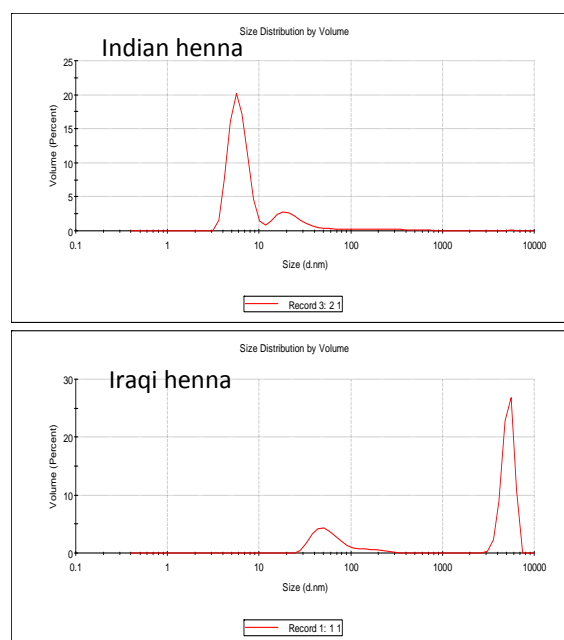 Size Distribution by Volume
Indian henna
25
20
15
10
5
0
Volume (Percent)
0.1 1 10 100 1000 10000
Size (d.nm)
Record 3: 2 1
Size Distribution by Volume
Iraqi henna
30
20
10
0
Volume (Percent)
0.1 1 10 100 1000 10000
Size (d.nm)
Record 1: 1 1